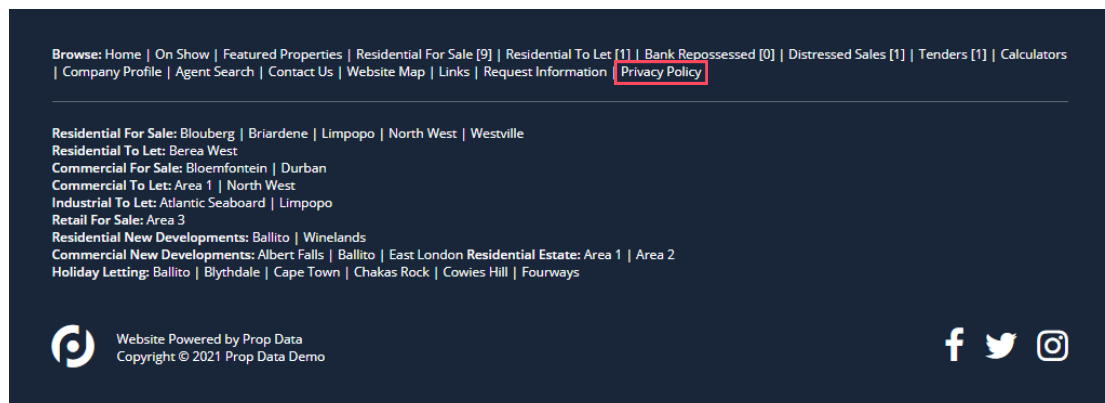 Browse: Home | On Show | Featured Properties | Residential For Sale [9] | Residential To Let [1] | Bank Repossessed [0] | Distressed Sales [1] | Tenders [1] | Calculators
| Company Profile | Agent Search | Contact Us | Website Map | Links | Request Information | Privacy Policy
Residential For Sale: Blouberg | Briardene | Limpopo | North West | Westville
Residential To Let: Berea West
Commercial For Sale: Bloemfontein | Durban
Commercial To Let: Area 1 | North West
Industrial To Let: Atlantic Seaboard | Limpopo
Retail For Sale: Area 3
Residential New Developments: Ballito | Winelands
Commercial New Developments: Albert Falls | Ballito | East London Residential Estate: Area 1 | Area 2
Holiday Letting: Ballito | Blythdale | Cape Town | Chakas Rock | Cowies Hill | Fourways
Website Powered by Prop Data
Copyright © 2021 Prop Data Demo